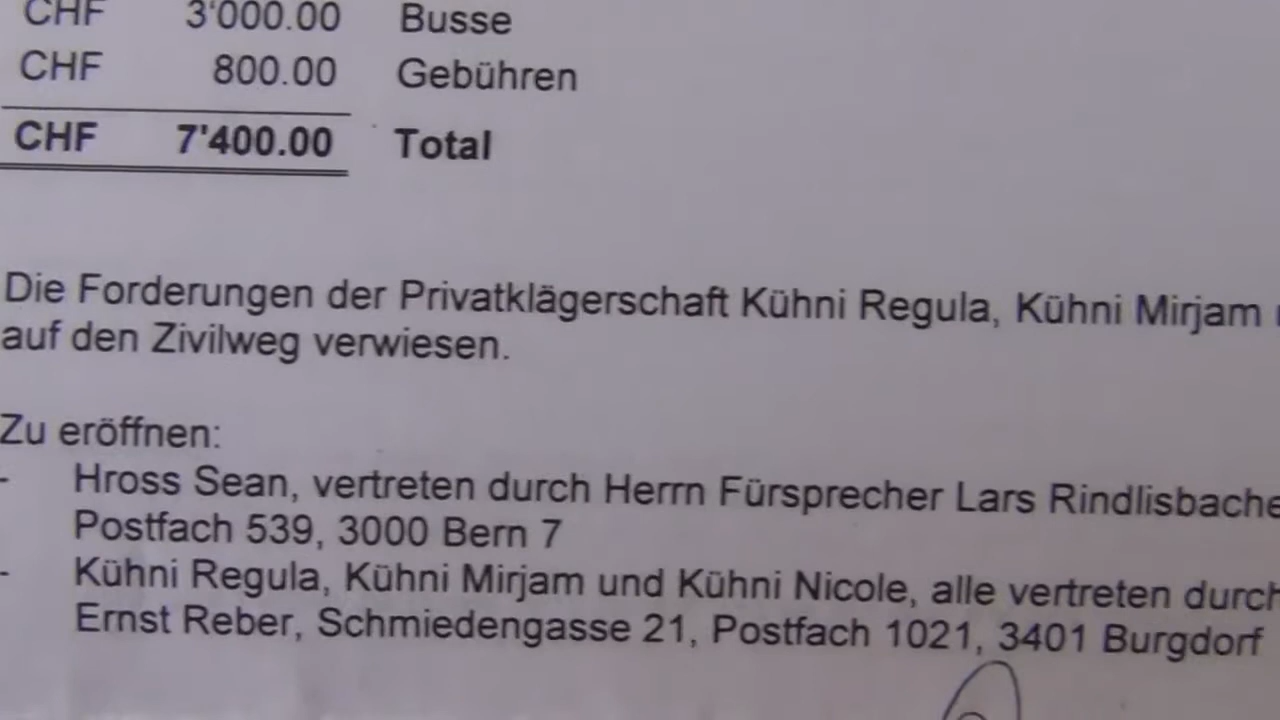 CHF 3'000.00 Busse
CHF 800.00 Gebühren
CHF 7'400.00 Total
Die Forderungen der Privatklägerschaft Kühni Regula, Kühni Mirjam
auf den Zivilweg verwiesen.
Zu eröffnen:
- Hross Sean, vertreten durch Herrn Fürsprecher Lars Rindlisbache
Postfach 539, 3000 Bern 7
- Kühni Regula, Kühni Mirjam und Kühni Nicole, alle vertreten durch
Ernst Reber, Schmiedengasse 21, Postfach 1021, 3401 Burgdorf